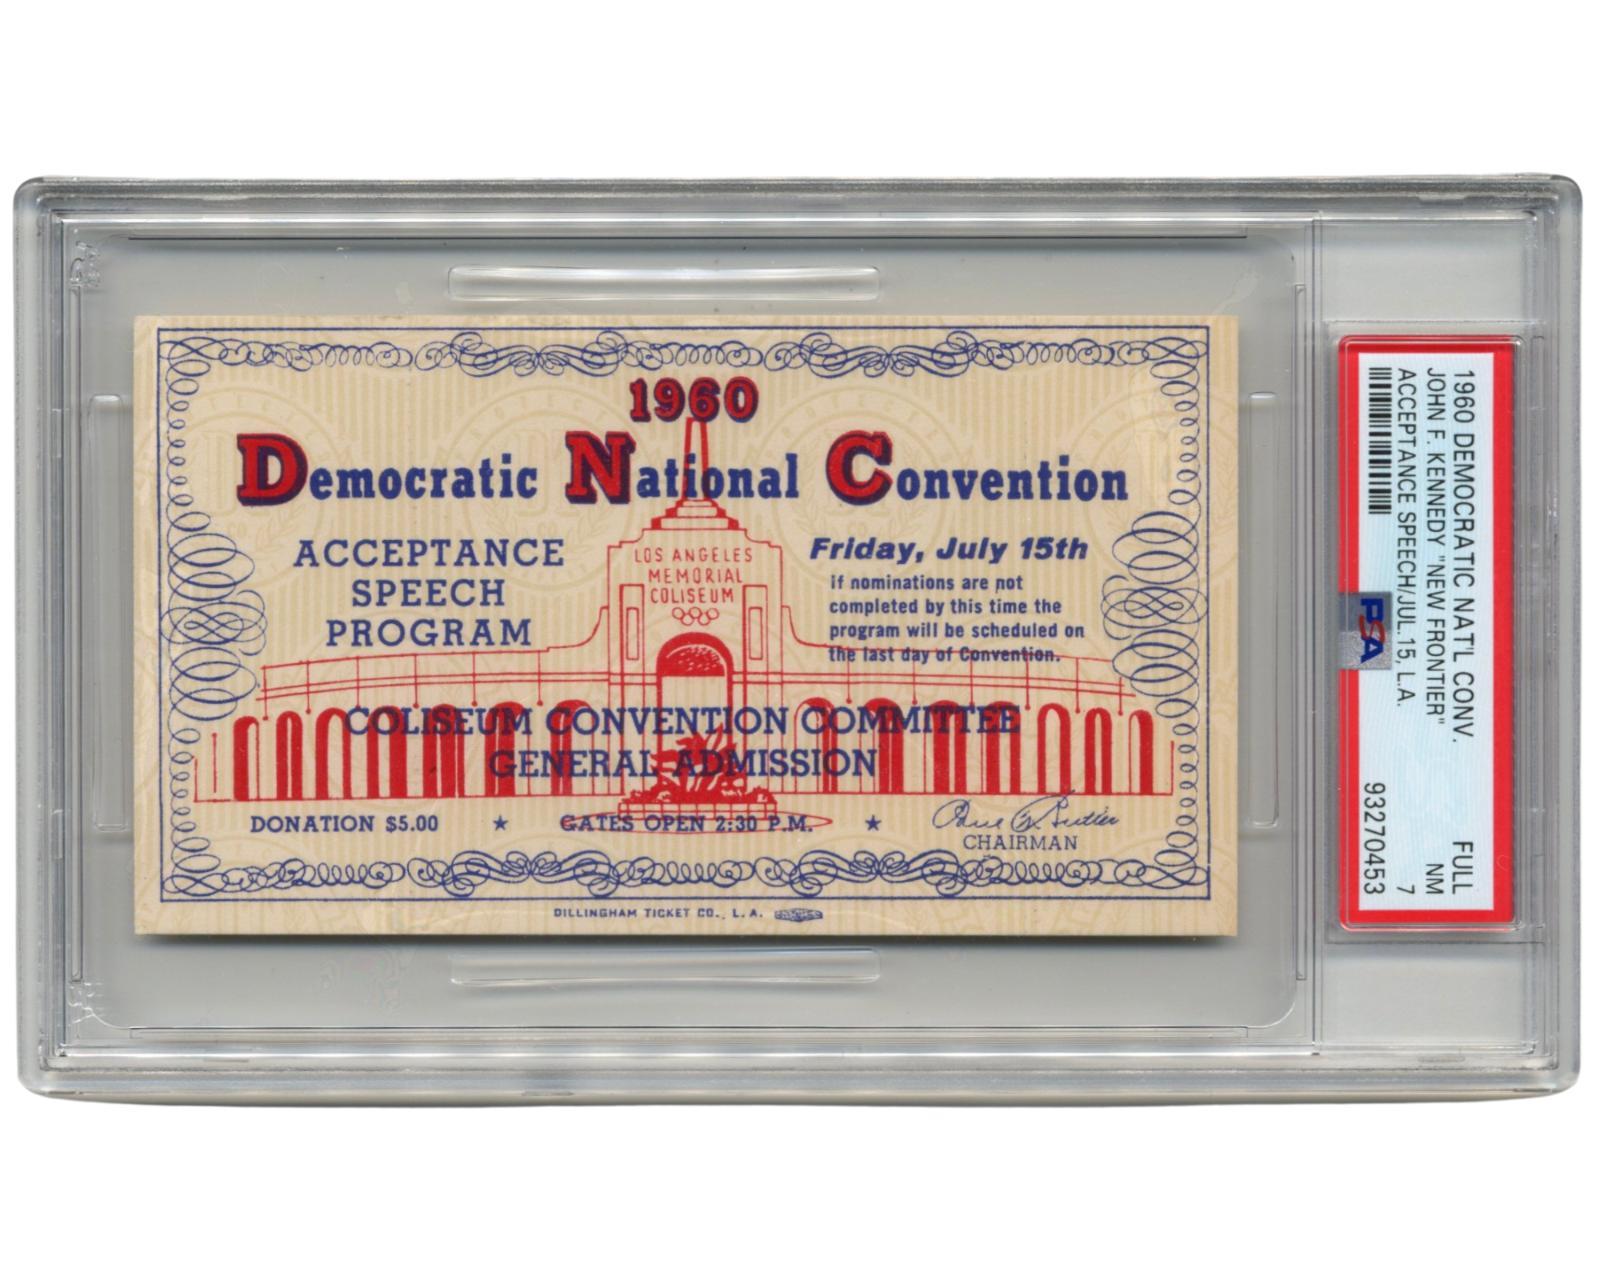 1960
Democratic National Convention
ACCEPTANCE
SPEECH
PROGRAM
LOS ANGELES
MEMORIAL
COLISEUM
Friday, July 15th
if nominations are not
completed by this time the
program will be scheduled on
the last day of Convention.
COLISEUM CONVENTION COMMITTEE
GENERAL ADMISSION
DONATION $5.00 ★ GATES OPEN 2:30 P.M. ★
Paul M. Butler
CHAIRMAN
DILLINGHAM TICKET CO., L.A.
1960 DEMOCRATIC NAT'L CONV. FULL
JOHN F. KENNEDY "NEW FRONTIER" NM
ACCEPTANCE SPEECH/JUL. 15, L.A. 7
93270453
PSA